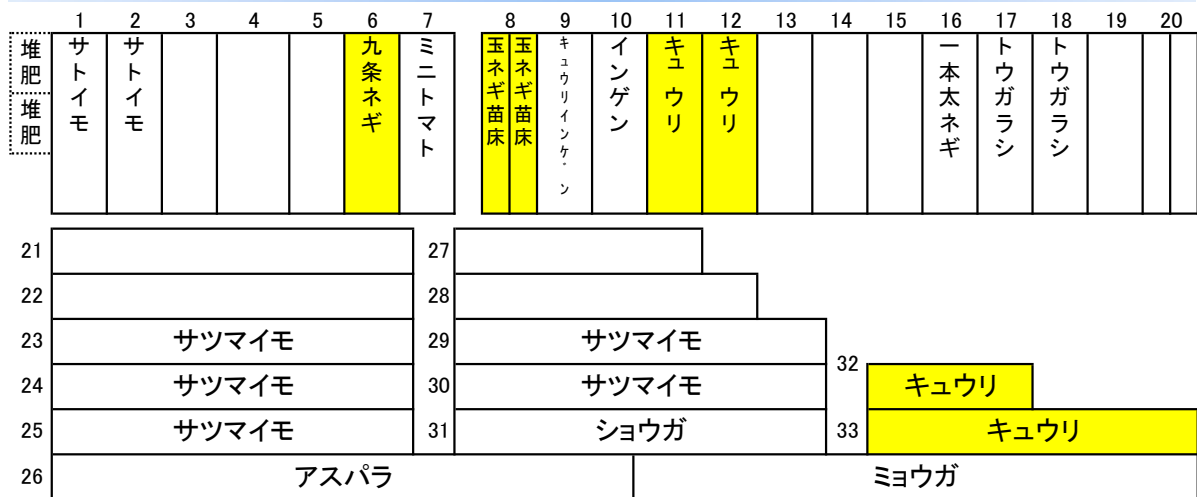 1 2 3 4 5 6 7 8 9 10 11 12 13 14 15 16 17 18 19 20
堆肥
堆肥
サトイモ
サトイモ
九条ネギ
ミニトマト
玉ネギ苗床
玉ネギ苗床
キュウリインゲン
インゲン
キュウリ
キュウリ
一本太ネギ
トウガラシ
トウガラシ
21 27
22 28
23 サツマイモ 29 サツマイモ
32
24 サツマイモ 30 サツマイモ キュウリ
25 サツマイモ 31 ショウガ 33 キュウリ
26 アスパラ ミョウガ